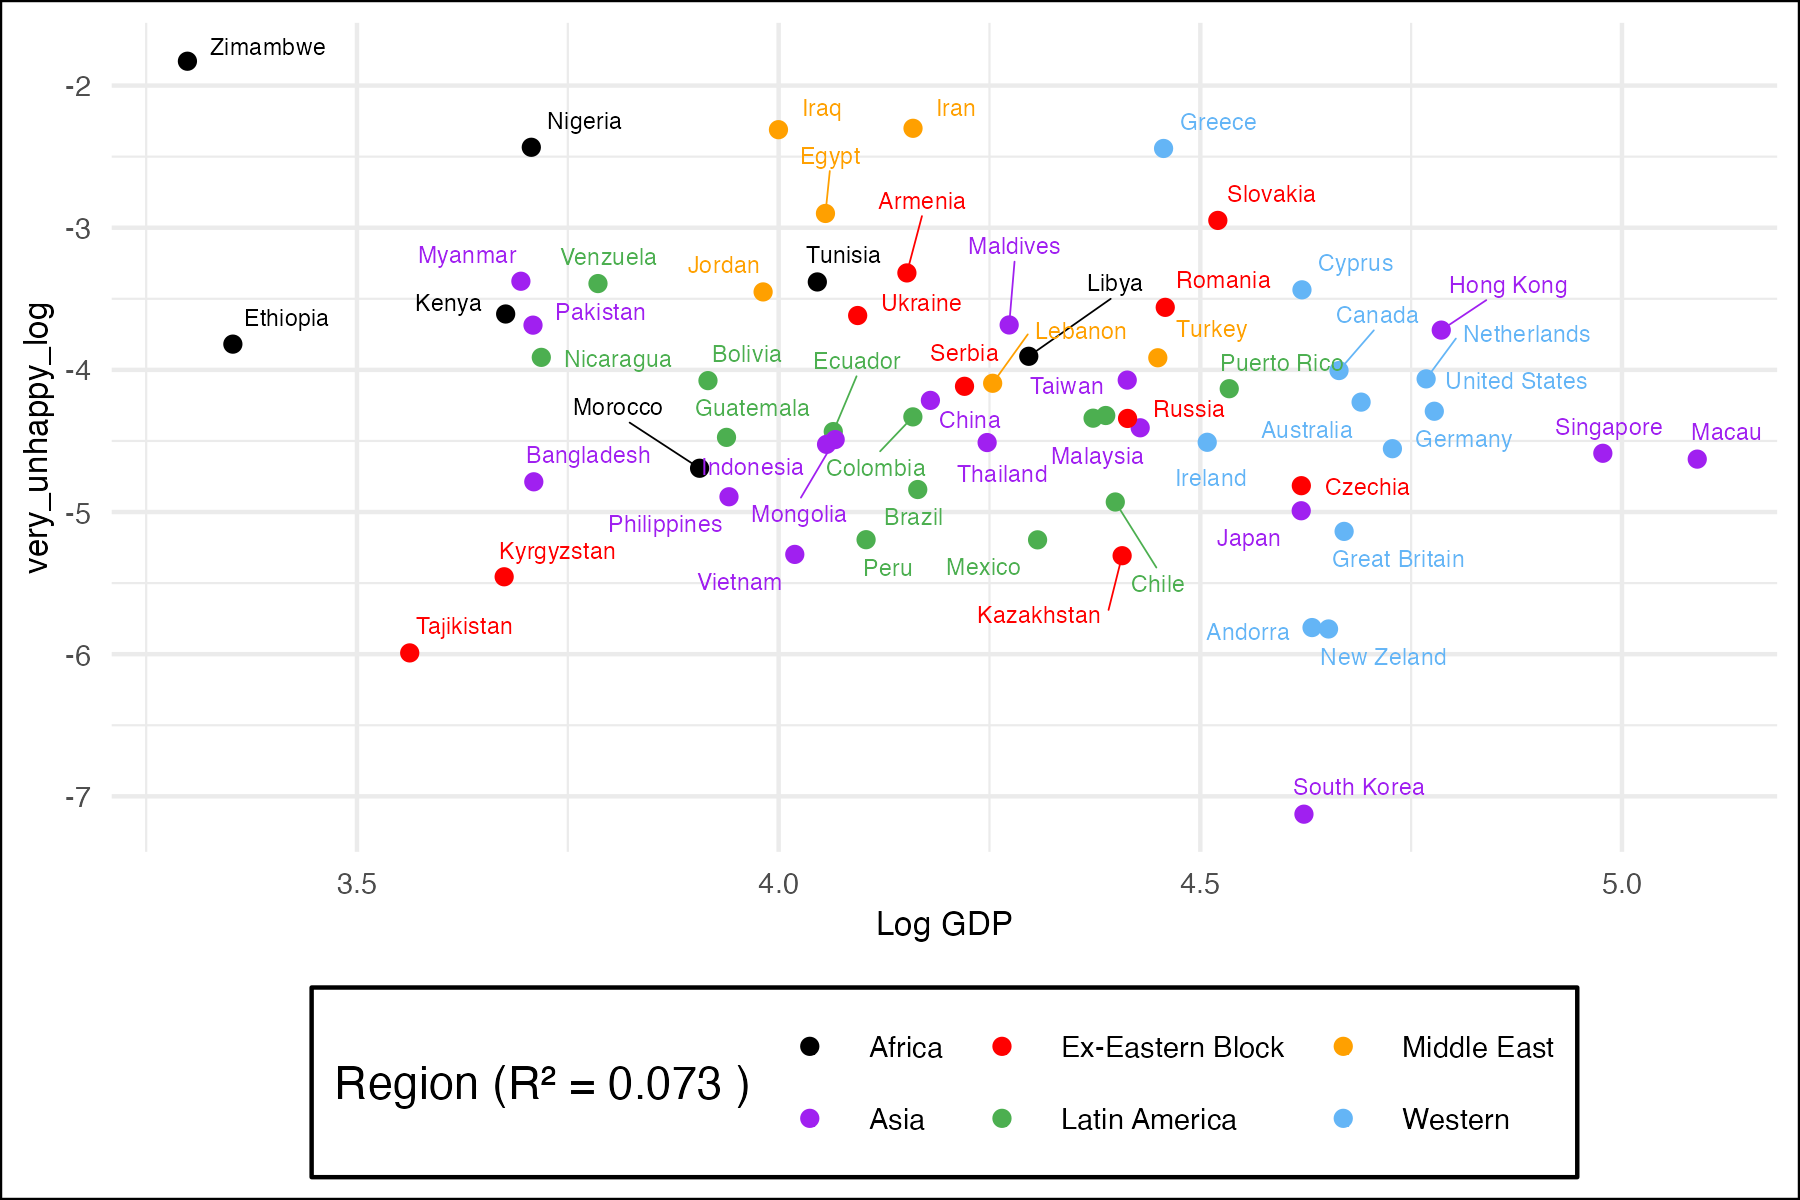 Zimambwe
-2
Iraq
Iran
Nigeria
Greece
Egypt
Slovakia
Armenia
-3
Maldives
Myanmar
Venzuela
Jordan
Tunisia
Cyprus
Libya
Romania
Hong Kong
Kenya
Pakistan
Ukraine
Ethiopia
Canada
Lebanon
Turkey
Netherlands
Nicaragua
Bolivia
Ecuador
Serbia
Puerto Rico
-4
Taiwan
United States
Morocco
Guatemala
China
Russia
Australia
Germany
Singapore
Macau
Bangladesh
Indonesia
Colombia
Thailand
Malaysia
Ireland
Czechia
-5
Philippines
Mongolia
Brazil
Japan
Kyrgyzstan
Great Britain
Vietnam
Peru
Mexico
Chile
Kazakhstan
Tajikistan
Andorra
-6
New Zeland
South Korea
-7
very_unhappy_log
3.5 4.0 4.5 5.0
Log GDP
Region (R² = 0.073 )
Africa Ex-Eastern Block Middle East
Asia Latin America Western